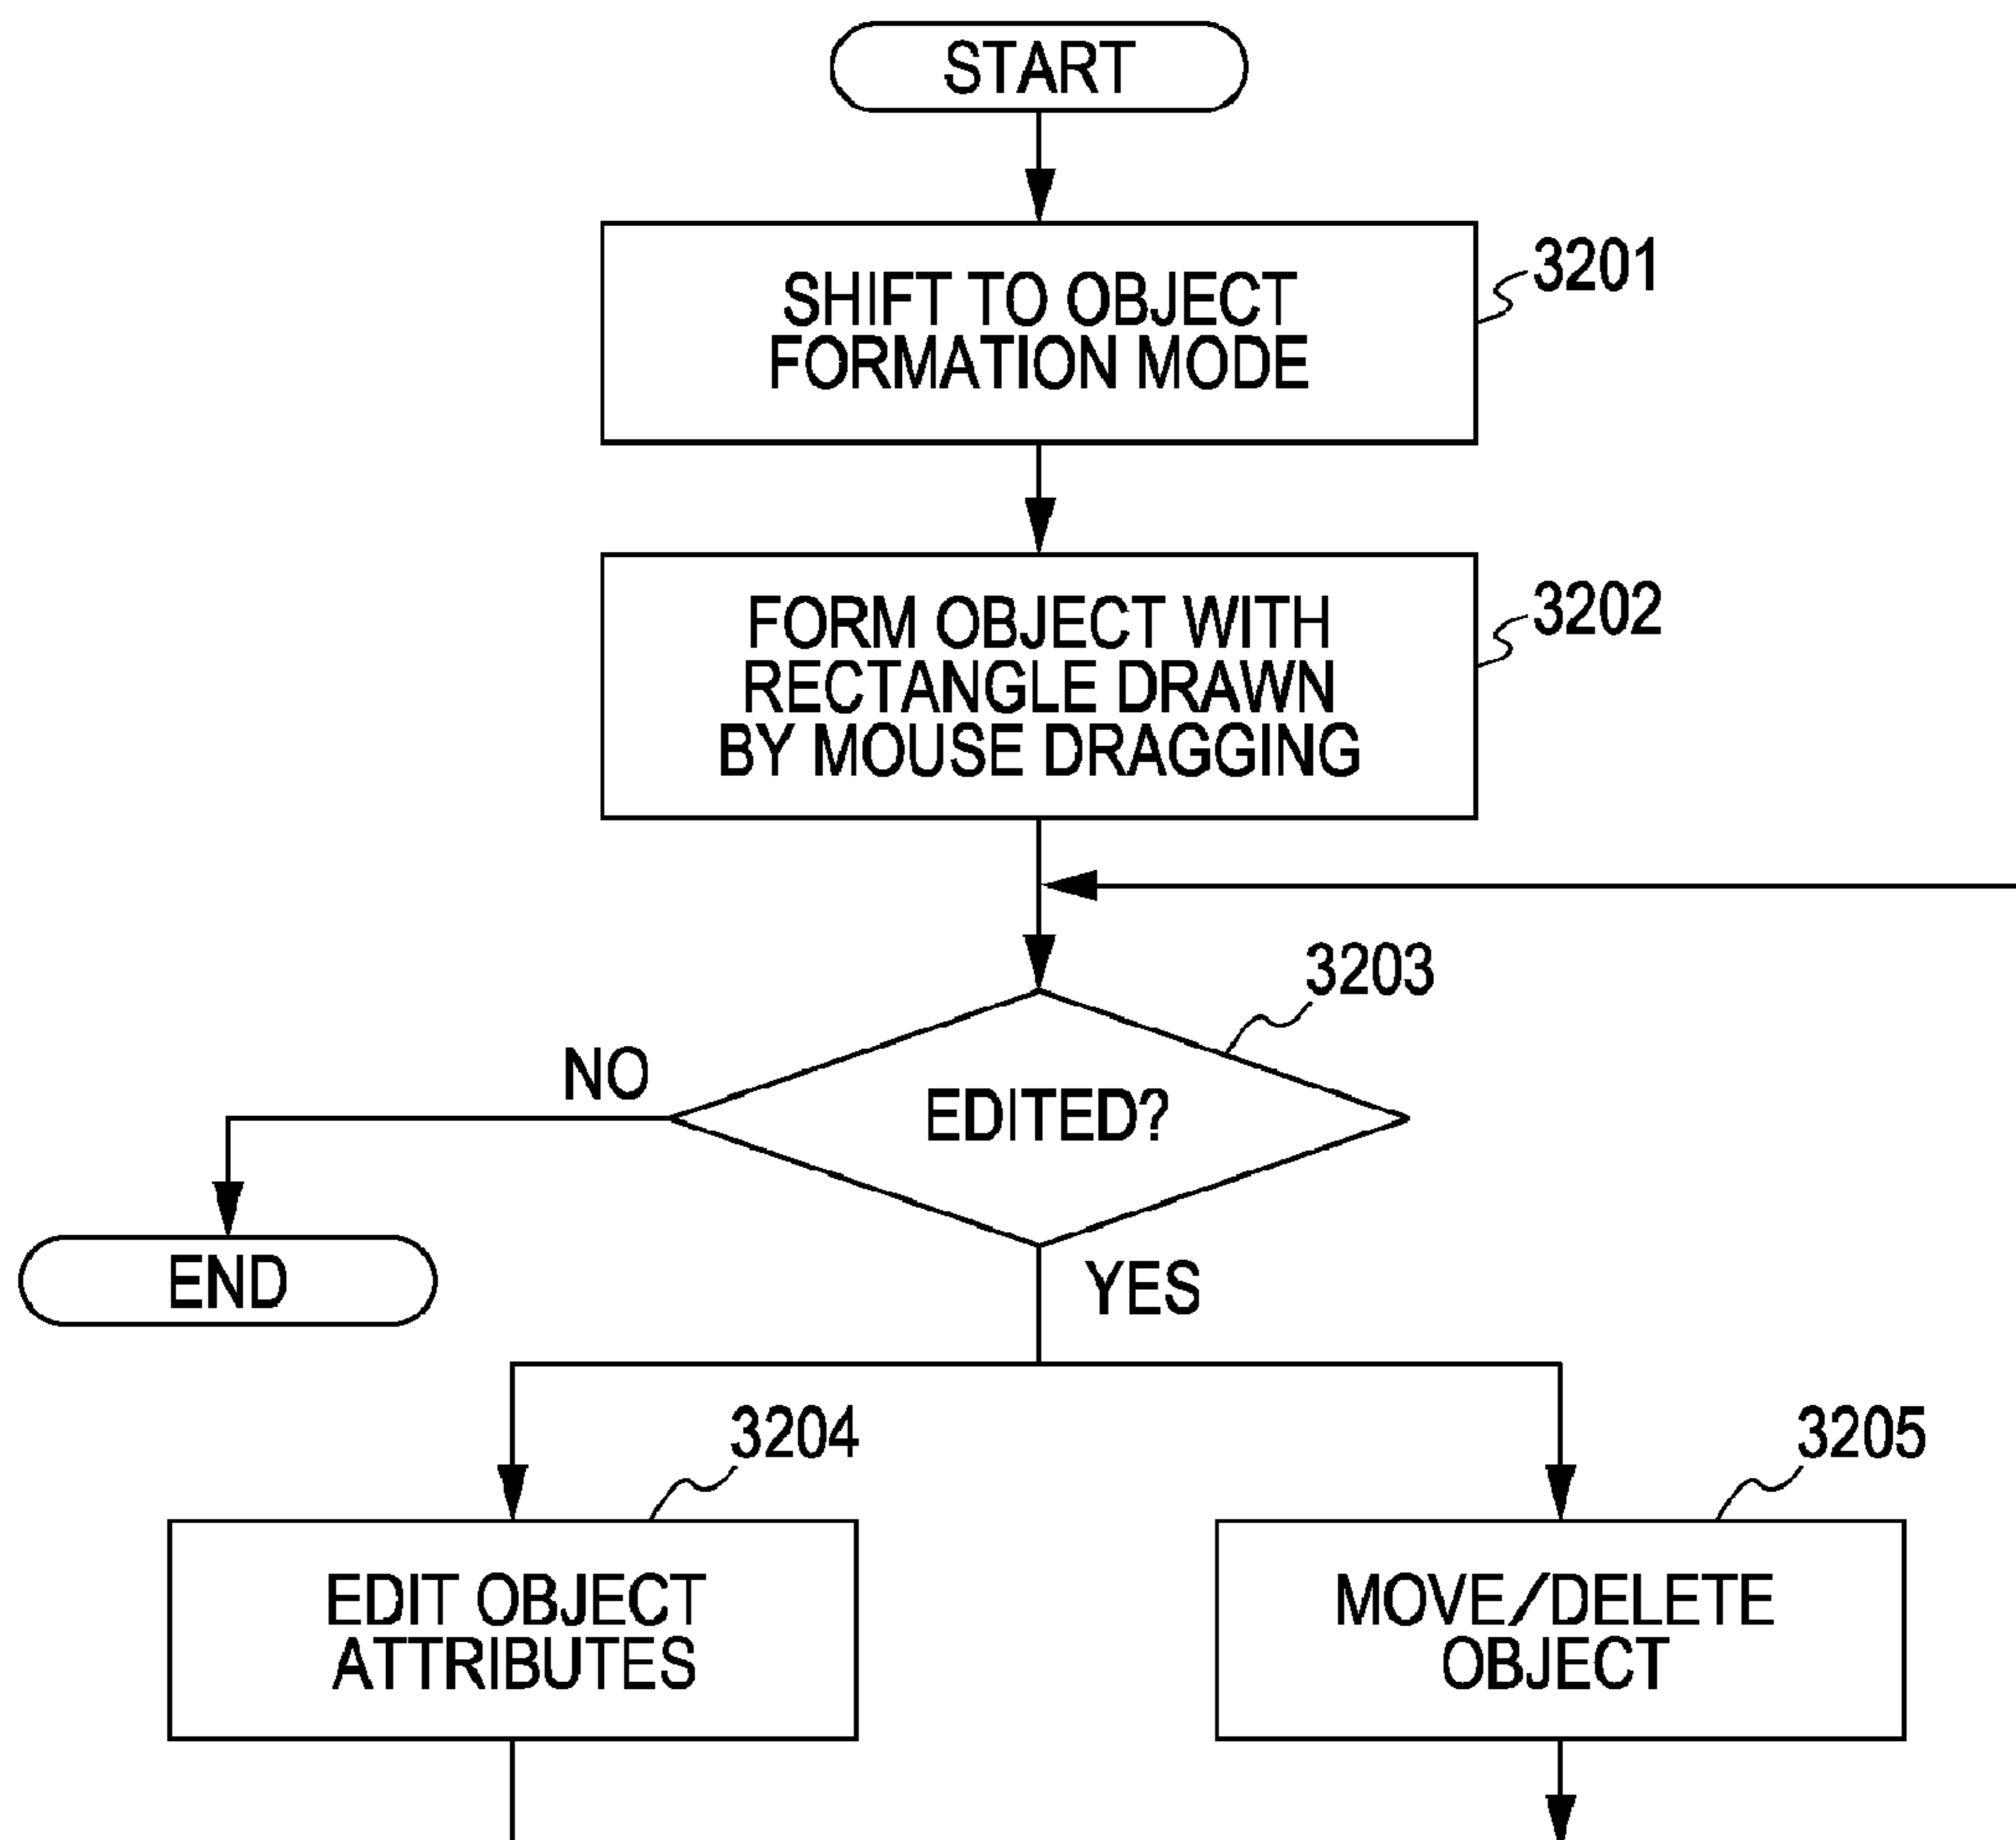 START
SHIFT TO OBJECT
FORMATION MODE
3201
FORM OBJECT WITH
RECTANGLE DRAWN
BY MOUSE DRAGGING
3202
3203
NO
EDITED?
END
YES
3204
3205
EDIT OBJECT
ATTRIBUTES
MOVE/DELETE
OBJECT